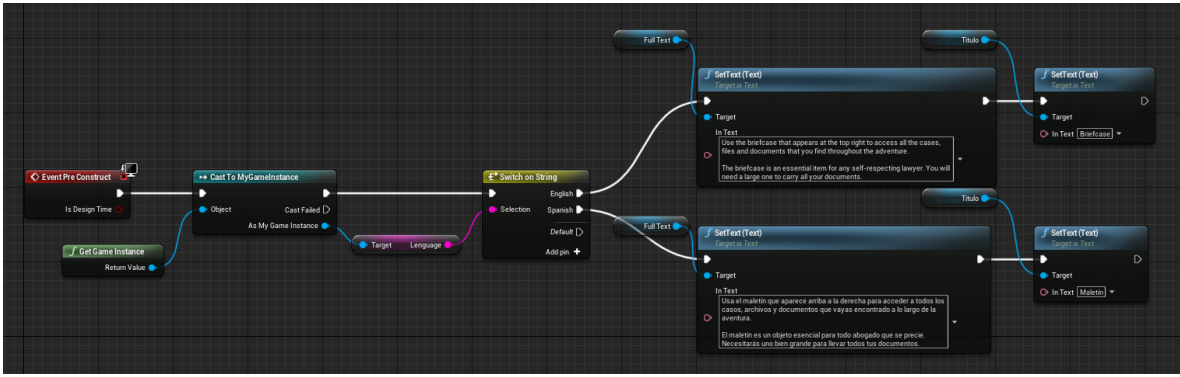 Event Pre Construct
Is Design Time
Get Game Instance
Return Value
Cast To MyGameInstance
Object
Cast Failed
As My Game Instance
Target
Lenguage
Switch on String
Selection
English
Spanish
Default
Add pin +
Full Text
SetText (Text)
Target is Text
Target
In Text
Use the briefcase that appears at the top right to access all the cases,
files and documents that you find throughout the adventure.
The briefcase is an essential item for any self-respecting lawyer. You will
need a large one to carry all your documents.
Titulo
SetText (Text)
Target is Text
Target
In Text Briefcase
Full Text
SetText (Text)
Target is Text
Target
In Text
Usa el maletín que aparece arriba a la derecha para acceder a todos los
casos, archivos y documentos que vayas encontrado a lo largo de la
aventura.
El maletín es un objeto esencial para todo abogado que se precie.
Necesitarás uno bien grande para llevar todos tus documentos.
Titulo
SetText (Text)
Target is Text
Target
In Text Maletín